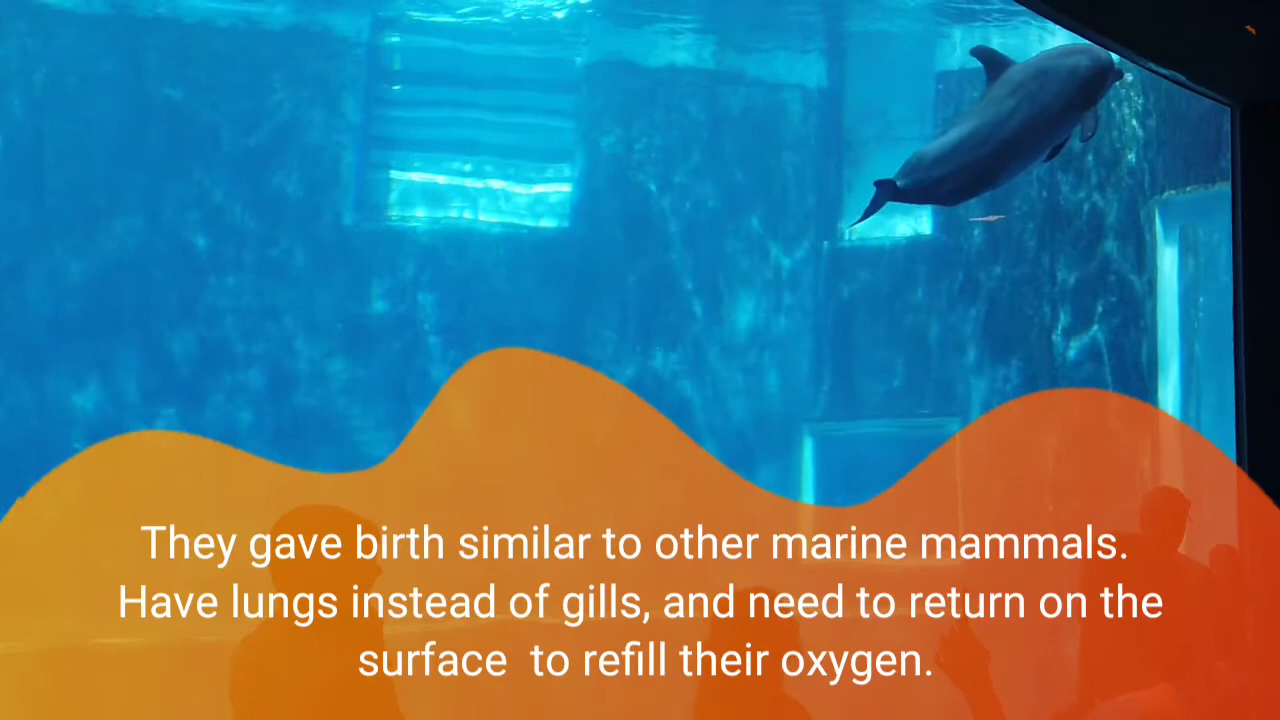 They gave birth similar to other marine mammals.
Have lungs instead of gills, and need to return on the
surface  to refill their oxygen.